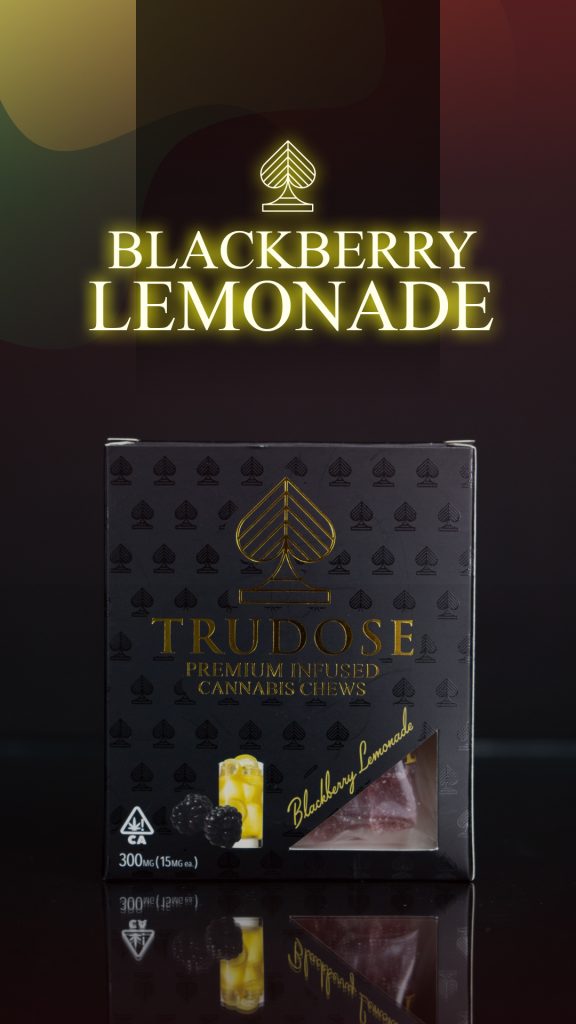 BLACKBERRY
LEMONADE
TRUDOSE
PREMIUM INFUSED
CANNABIS CHEWS
Blackberry Lemonade
CA
300MG (15MG ea.)